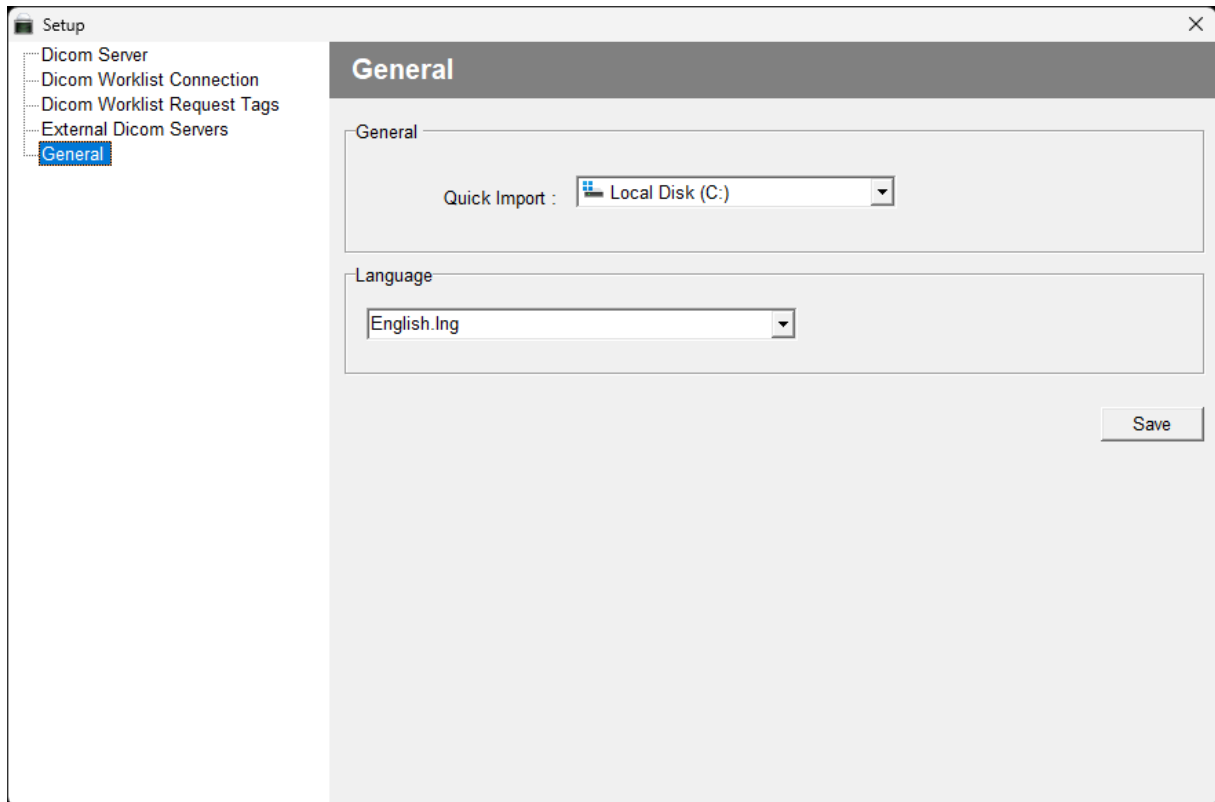 Setup
Dicom Server
Dicom Worklist Connection
Dicom Worklist Request Tags
External Dicom Servers
General
General
General
Quick Import :
Local Disk (C:)
Language
English.lng
Save